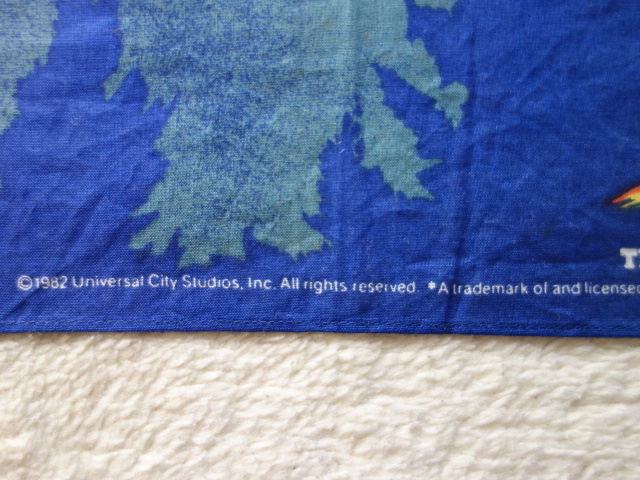 ©1982 Universal City Studios, Inc. All rights reserved. *A trademark of and licensed